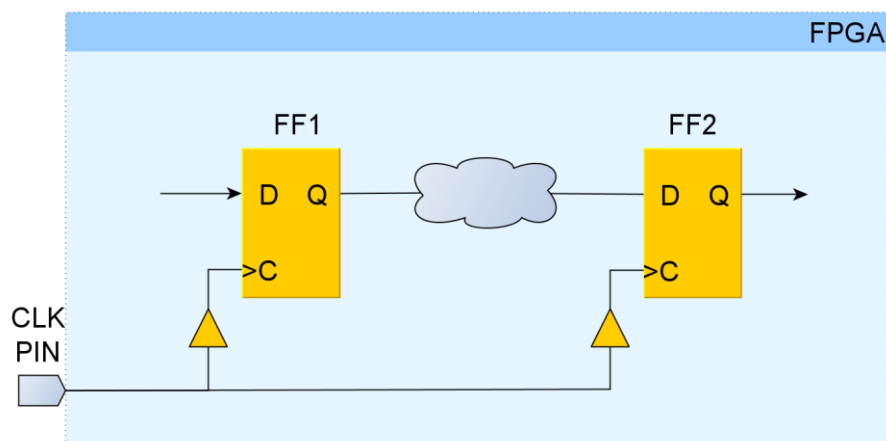 FPGA
FF1
FF2
D Q
D Q
>C
>C
CLK
PIN